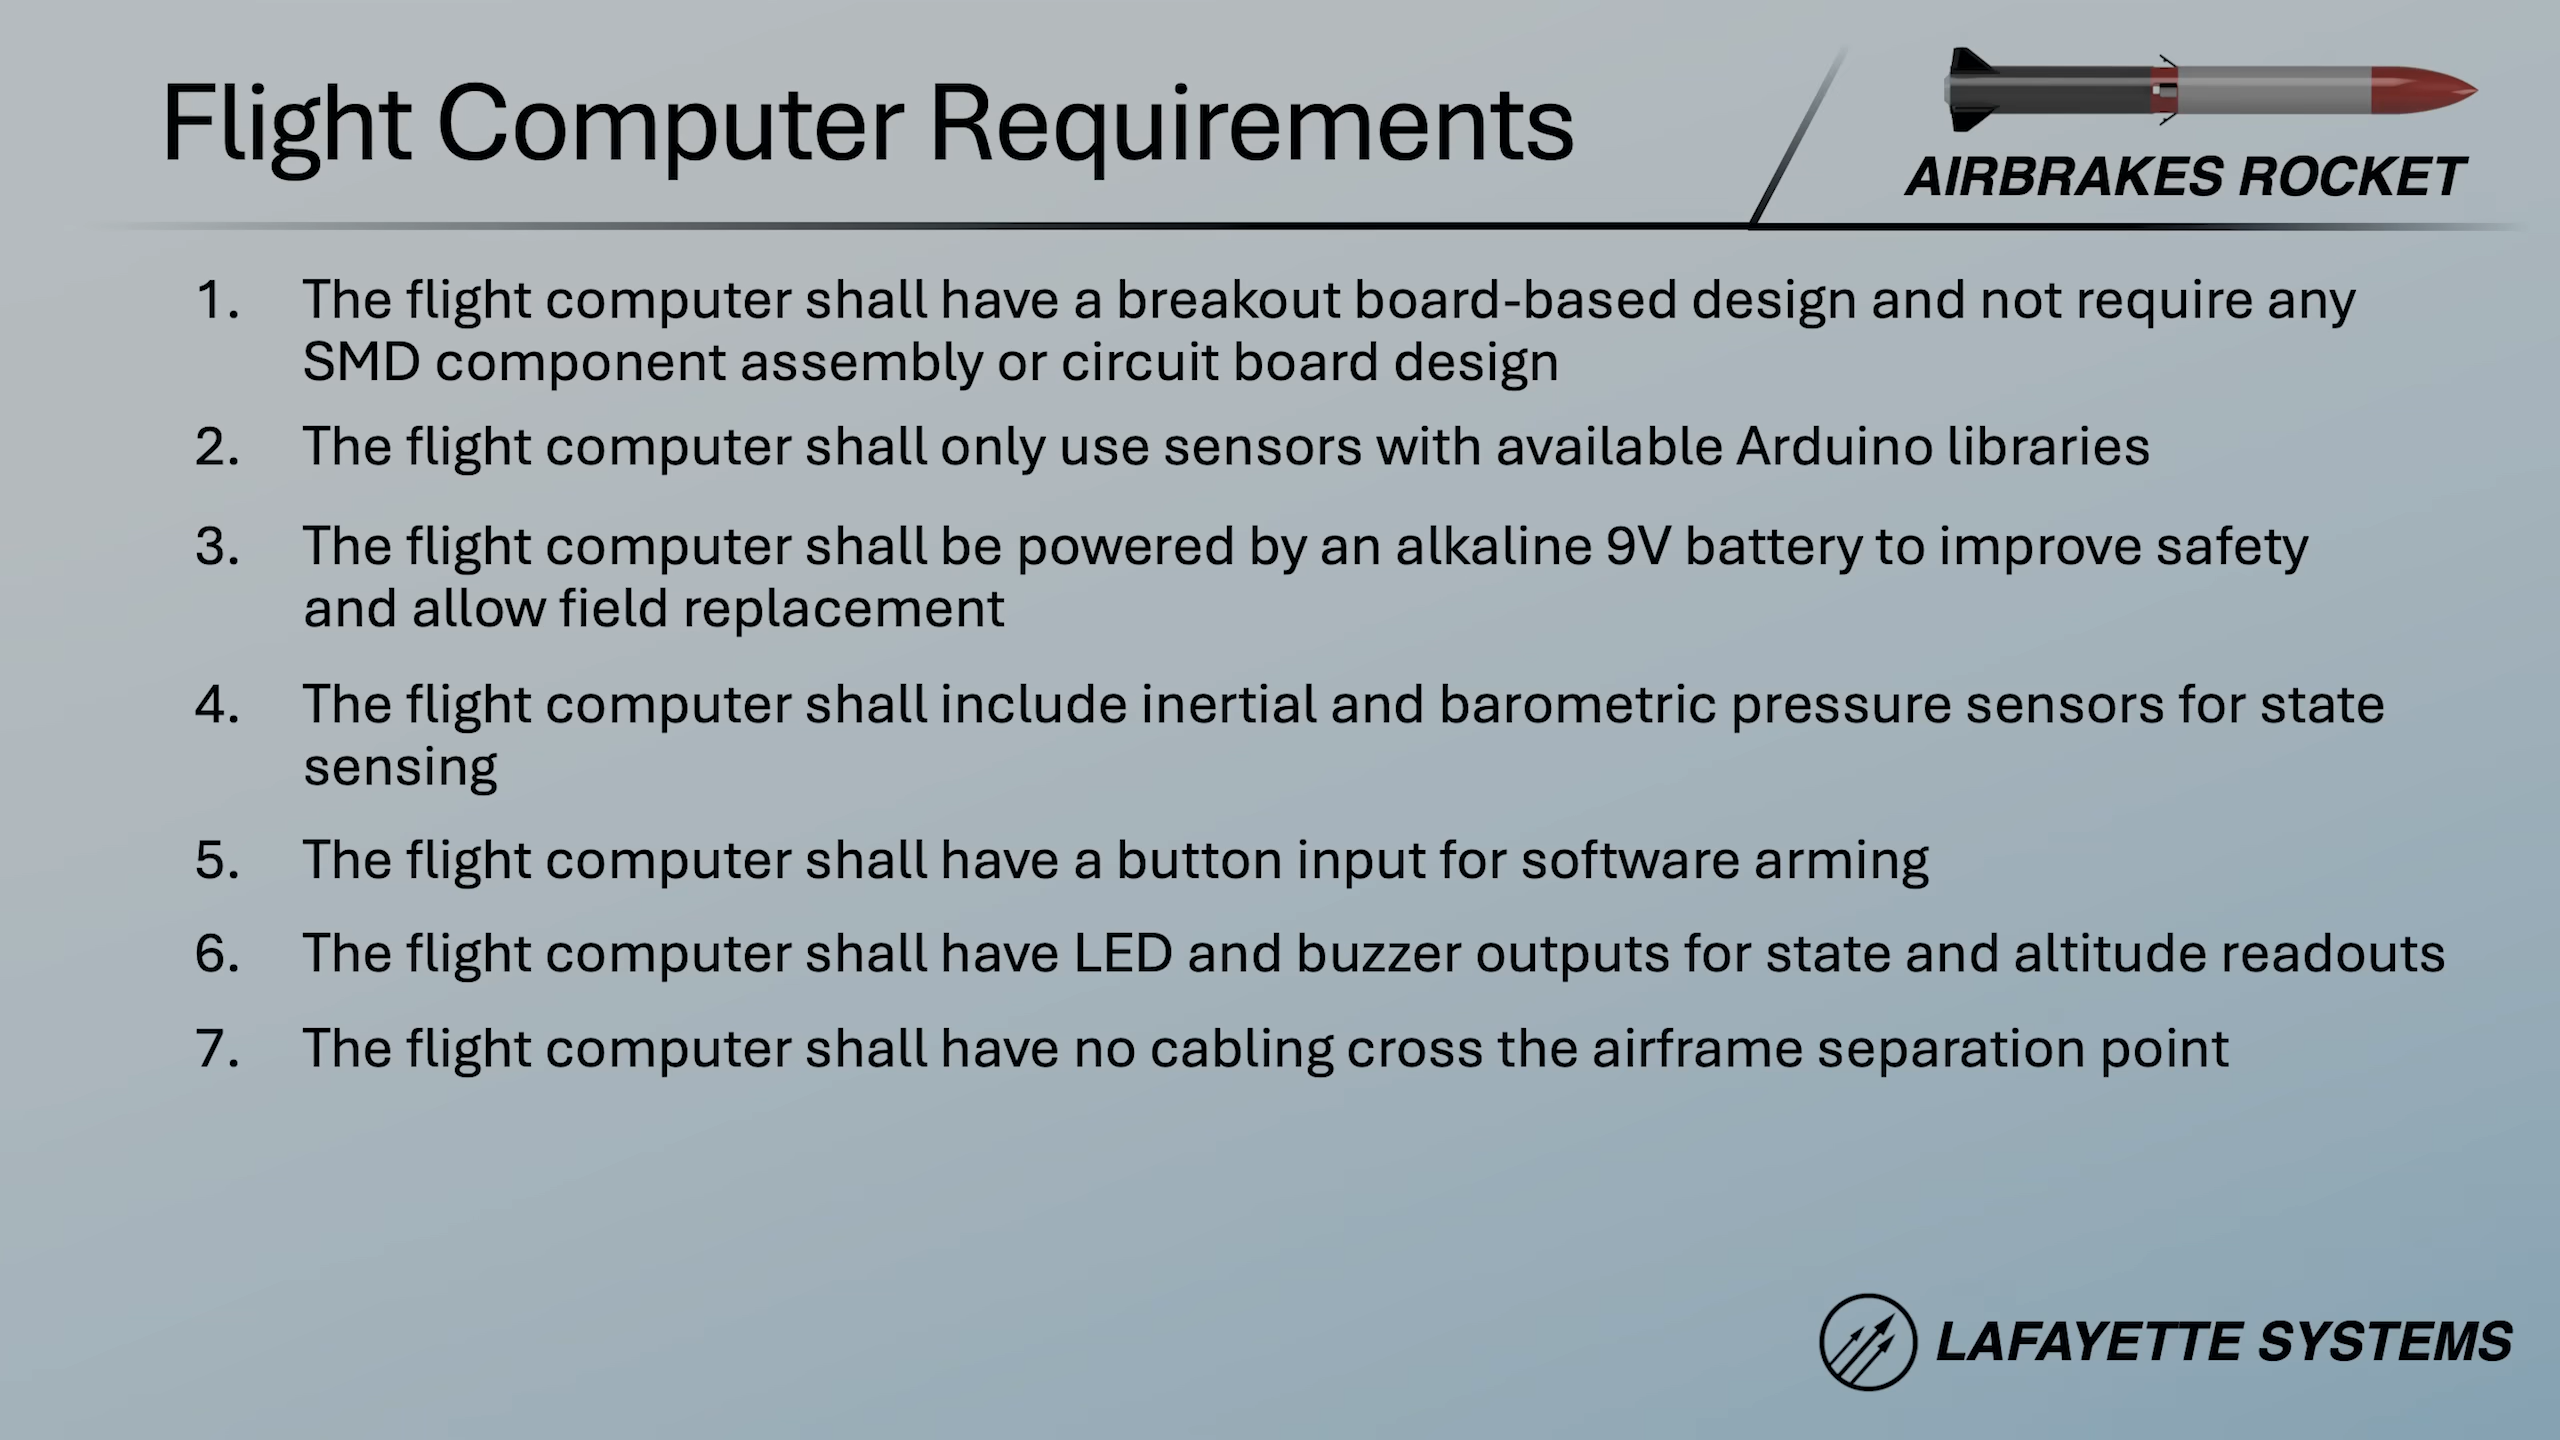 Flight Computer Requirements
AIRBRAKES ROCKET
1. The flight computer shall have a breakout board-based design and not require any
SMD component assembly or circuit board design
2. The flight computer shall only use sensors with available Arduino libraries
3. The flight computer shall be powered by an alkaline 9V battery to improve safety
and allow field replacement
4. The flight computer shall include inertial and barometric pressure sensors for state
sensing
5. The flight computer shall have a button input for software arming
6. The flight computer shall have LED and buzzer outputs for state and altitude readouts
7. The flight computer shall have no cabling cross the airframe separation point
LAFAYETTE SYSTEMS